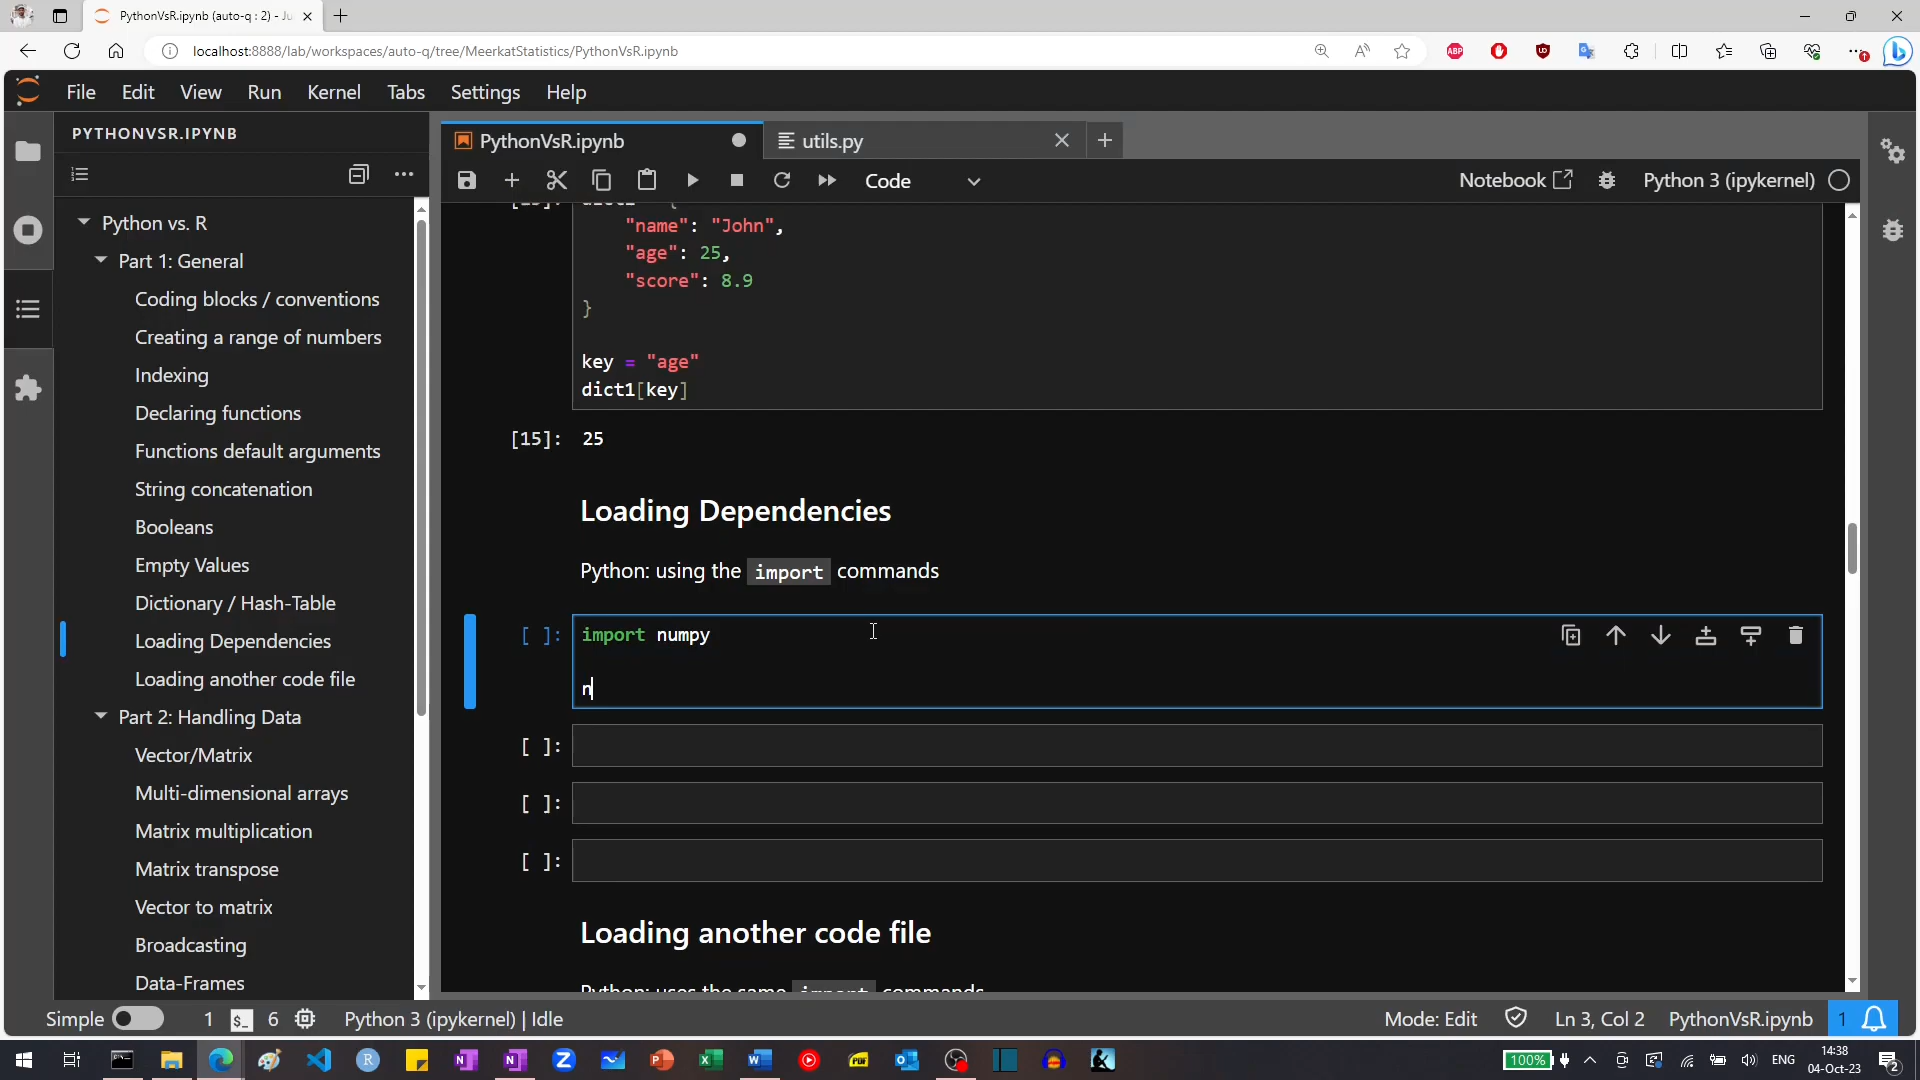 PythonVsR.ipynb (auto-q : 2) - Ju
localhost:8888/lab/workspaces/auto-q/tree/MeerkatStatistics/PythonVsR.ipynb
File Edit View Run Kernel Tabs Settings Help
PYTHONVSR.IPYNB
PythonVsR.ipynb
utils.py
Code
Notebook
Python 3 (ipykernel)
Python vs. R
Part 1: General
Coding blocks / conventions
Creating a range of numbers
Indexing
Declaring functions
Functions default arguments
String concatenation
Booleans
Empty Values
Dictionary / Hash-Table
Loading Dependencies
Loading another code file
Part 2: Handling Data
Vector/Matrix
Multi-dimensional arrays
Matrix multiplication
Matrix transpose
Vector to matrix
Broadcasting
Data-Frames
"name": "John",
"age": 25,
"score": 8.9
}
key = "age"
dict1[key]
[15]: 25
Loading Dependencies
Python: using the import commands
[ ]: import numpy
n
[ ]:
[ ]:
[ ]:
Loading another code file
Python: uses the same import commands
Simple 1 6 Python 3 (ipykernel) | Idle
Mode: Edit Ln 3, Col 2 PythonVsR.ipynb 1
100% ENG 14:38
04-Oct-23 2